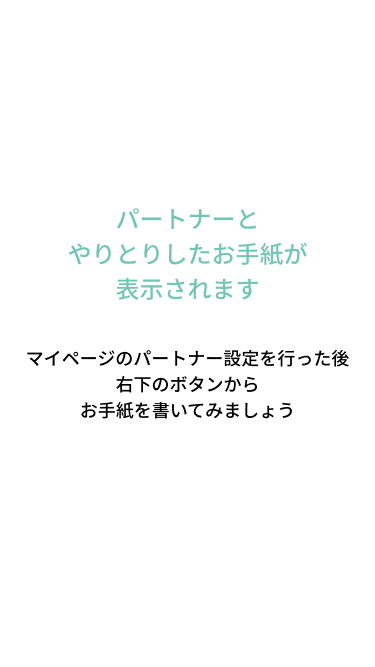 パートナーと
やりとりしたお手紙が
表示されます
マイページのパートナー設定を行った後
右下のボタンから
お手紙を書いてみましょう